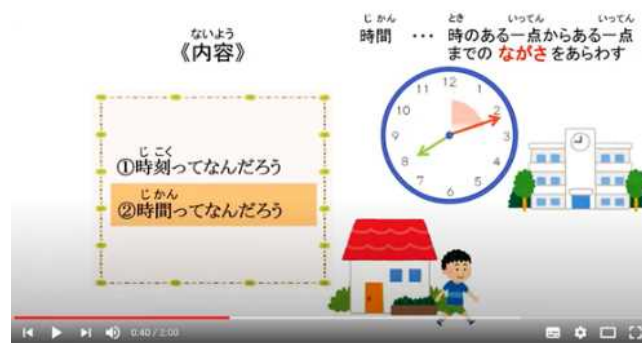 ないよう
《内容》
じこく
①時刻ってなんだろう
じかん
②時間ってなんだろう
じかん とき いってん いってん
時間 … 時のある一点からある一点
までの ながさ をあらわす
12
1
2
3
4
5
6
7
8
9
10
11
0:40 / 2:00